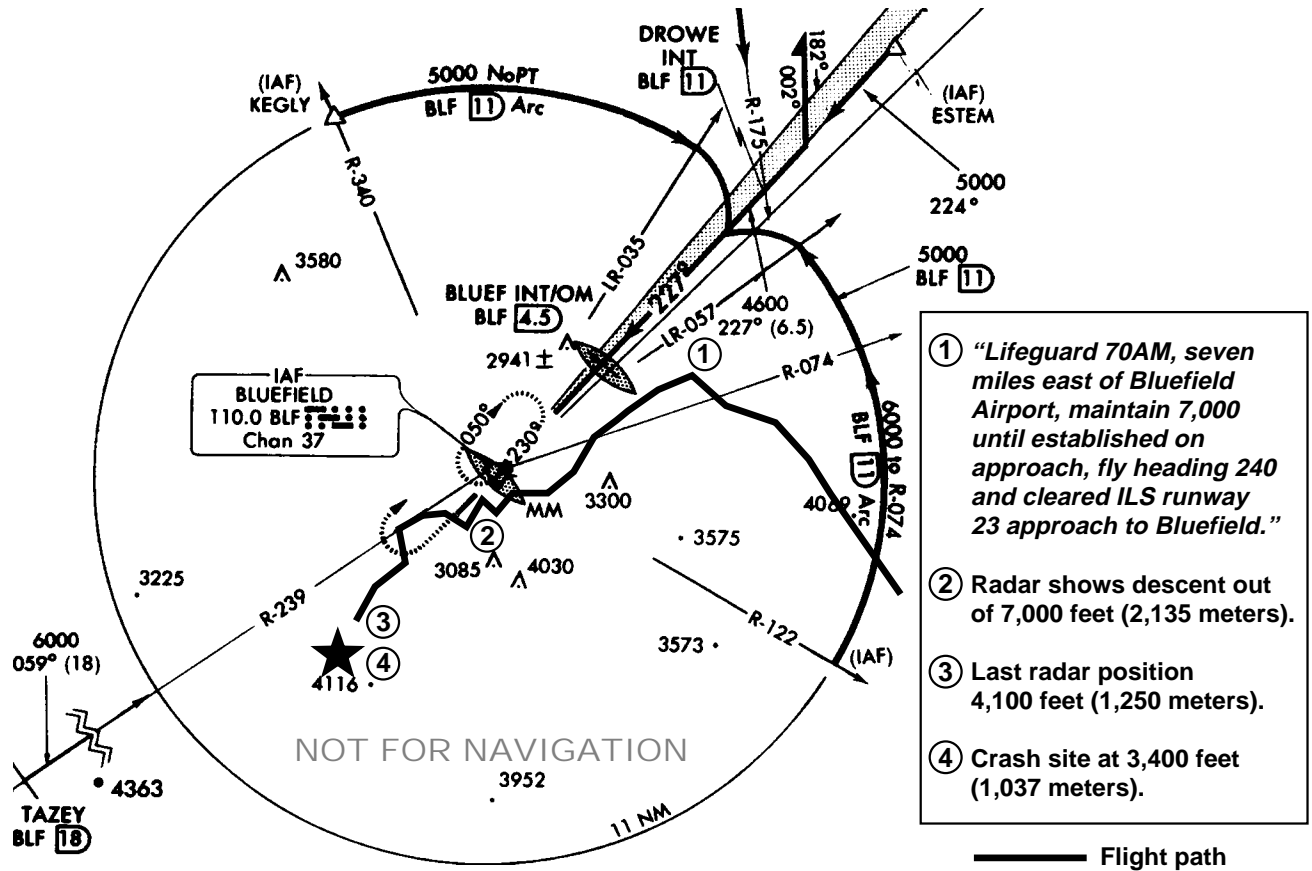 DROWE
INT
BLF 11
(IAF)
KEGLY
5000 NoPT
BLF 11 Arc
R-340
R-175
182°
002°
(IAF)
ESTEM
5000
224°
5000
BLF 11
3580
LR-035
BLUEF INT/OM
BLF 4.5
2941 ±
227°
4600
227° (6.5)
LR-057
1
R-074
IAF
BLUEFIELD
110.0 BLF
Chan 37
050°
230°
MM
3300
4069
6000 to R-074
BLF 11 Arc
2
3085
4030
3575
3225
R-239
6000
059° (18)
3
4
4116
3573
R-122
(IAF)
NOT FOR NAVIGATION
4363
3952
TAZEY
BLF 18
11 NM
1 “Lifeguard 70AM, seven
miles east of Bluefield
Airport, maintain 7,000
until established on
approach, fly heading 240
and cleared ILS runway
23 approach to Bluefield.”
2 Radar shows descent out
of 7,000 feet (2,135 meters).
3 Last radar position
4,100 feet (1,250 meters).
4 Crash site at 3,400 feet
(1,037 meters).
Flight path